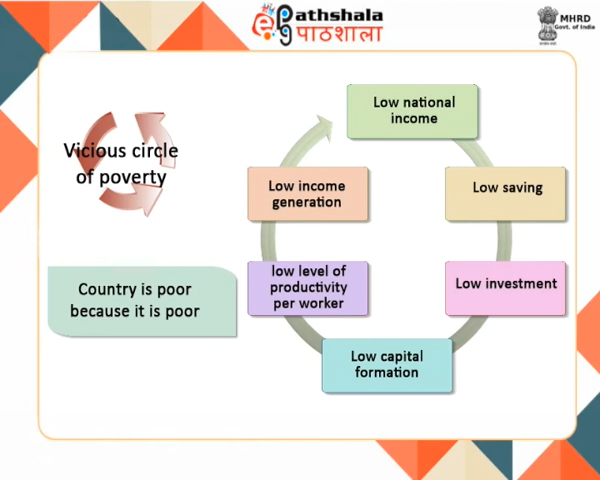 Pathshala
पाठशाला
MHRD
Govt. of India
Vicious circle
of poverty
Country is poor
because it is poor
Low national
income
Low saving
Low investment
Low capital
formation
low level of
productivity
per worker
Low income
generation